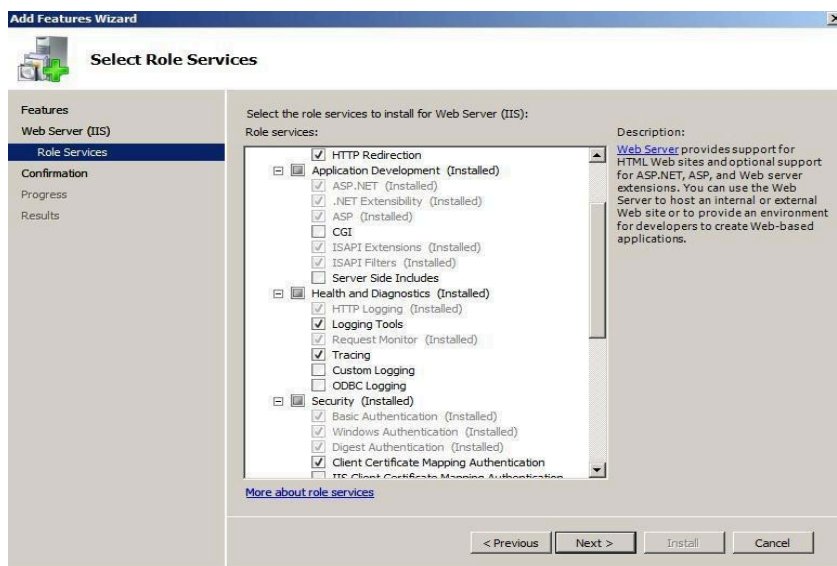 Add Features Wizard
Select Role Services
Features
Web Server (IIS)
Role Services
Confirmation
Progress
Results
Select the role services to install for Web Server (IIS):
Role services:
HTTP Redirection
Application Development (Installed)
ASP.NET (Installed)
.NET Extensibility (Installed)
ASP (Installed)
CGI
ISAPI Extensions (Installed)
ISAPI Filters (Installed)
Server Side Includes
Health and Diagnostics (Installed)
HTTP Logging (Installed)
Logging Tools
Request Monitor (Installed)
Tracing
Custom Logging
ODBC Logging
Security (Installed)
Basic Authentication (Installed)
Windows Authentication (Installed)
Digest Authentication (Installed)
Client Certificate Mapping Authentication
IIS Client Certificate Mapping Authentication
More about role services
Description:
Web Server provides support for
HTML Web sites and optional support
for ASP.NET, ASP, and Web server
extensions. You can use the Web
Server to host an internal or external
Web site or to provide an environment
for developers to create Web-based
applications.
< Previous
Next >
Install
Cancel